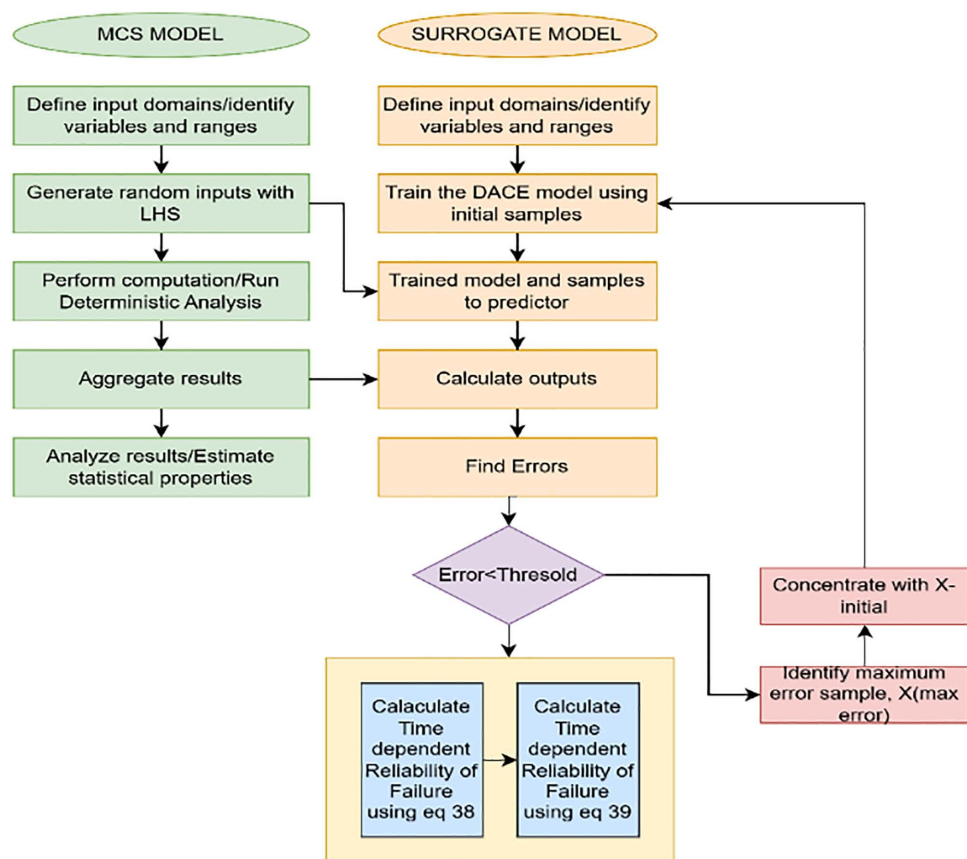 MCS MODEL
Define input domains/identify
variables and ranges
Generate random inputs with
LHS
Perform computation/Run
Deterministic Analysis
Aggregate results
Analyze results/Estimate
statistical properties
SURROGATE MODEL
Define input domains/identify
variables and ranges
Train the DACE model using
initial samples
Trained model and samples
to predictor
Calculate outputs
Find Errors
Error<Thresold
Concentrate with X-
initial
Identify maximum
error sample, X(max
error)
Calaculate
Time
dependent
Reliability of
Failure
using eq 38
Calculate
Time
dependent
Reliability of
Failure
using eq 39